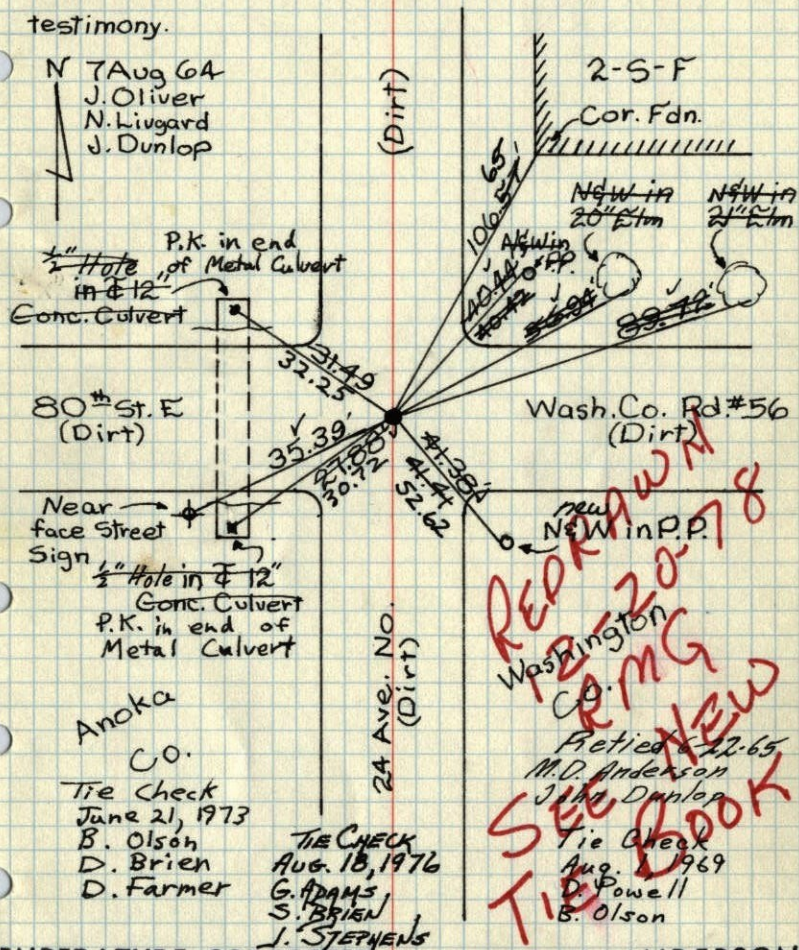 testimony.
N 7 Aug 64
J. Oliver
N. Livgard
J. Dunlop
(Dirt)
2-S-F
Cor. Fdn.
65'
106.57'
N&W in
20" Elm
N&W in
21" Elm
N&W in
P.P.
40.44'
40.42
83.42'
P.K. in end
of Metal Culvert
½" Hole
in ₵ 12"
Conc. Culvert
31.49
32.25
80th St. E
(Dirt)
Wash. Co. Rd. #56
(Dirt)
35.39'
27.88'
30.72
41.38'
41.41
52.62
Near
face Street
Sign
new
N&W in P.P.
½" Hole in ₵ 12"
Conc. Culvert
P.K. in end of
Metal Culvert
24 Ave. No.
(Dirt)
REDRAWN
12-20-78
RMG
SEE NEW
TIE BOOK
Anoka
Co.
Washington
Co.
Retied 6-22-65
M.D. Anderson
John Dunlop
Tie Check
June 21, 1973
B. Olson
D. Brien
D. Farmer
TIE CHECK
AUG. 18, 1976
G. ADAMS
S. BRIEN
J. STEPHENS
Tie Check
Aug. 1, 1969
D. Powell
B. Olson